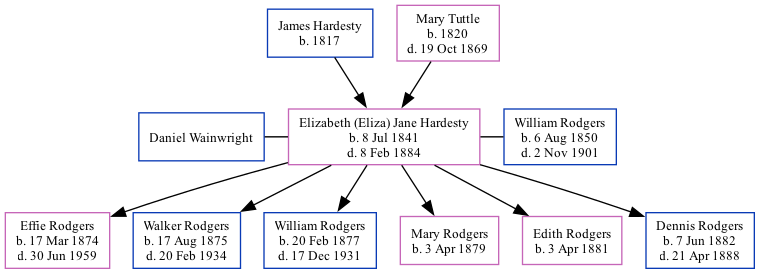 James Hardesty
b. 1817
Mary Tuttle
b. 1820
d. 19 Oct 1869
Daniel Wainwright
Elizabeth (Eliza) Jane Hardesty
b. 8 Jul 1841
d. 8 Feb 1884
William Rodgers
b. 6 Aug 1850
d. 2 Nov 1901
Effie Rodgers
b. 17 Mar 1874
d. 30 Jun 1959
Walker Rodgers
b. 17 Aug 1875
d. 20 Feb 1934
William Rodgers
b. 20 Feb 1877
d. 17 Dec 1931
Mary Rodgers
b. 3 Apr 1879
Edith Rodgers
b. 3 Apr 1881
Dennis Rodgers
b. 7 Jun 1882
d. 21 Apr 1888